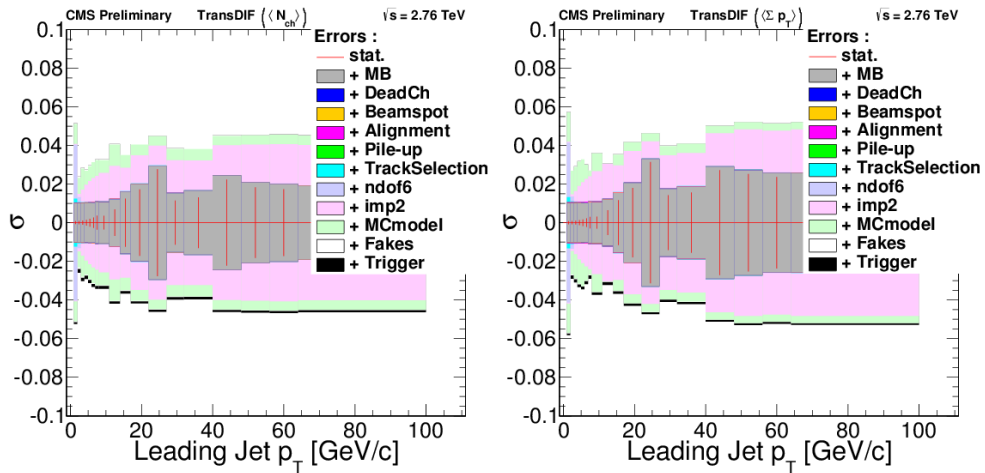 CMS Preliminary TransDIF (⟨ N_ch ⟩) √s = 2.76 TeV
0.1
0.08
0.06
0.04
0.02
0
-0.02
-0.04
-0.06
-0.08
-0.1
σ
Errors :
stat.
+ MB
+ DeadCh
+ Beamspot
+ Alignment
+ Pile-up
+ TrackSelection
+ ndof6
+ imp2
+ MCmodel
+ Fakes
+ Trigger
0 20 40 60 80 100
Leading Jet p_T [GeV/c]
CMS Preliminary TransDIF (⟨ Σ p_T ⟩) √s = 2.76 TeV
0.1
0.08
0.06
0.04
0.02
0
-0.02
-0.04
-0.06
-0.08
-0.1
σ
Errors :
stat.
+ MB
+ DeadCh
+ Beamspot
+ Alignment
+ Pile-up
+ TrackSelection
+ ndof6
+ imp2
+ MCmodel
+ Fakes
+ Trigger
0 20 40 60 80 100
Leading Jet p_T [GeV/c]